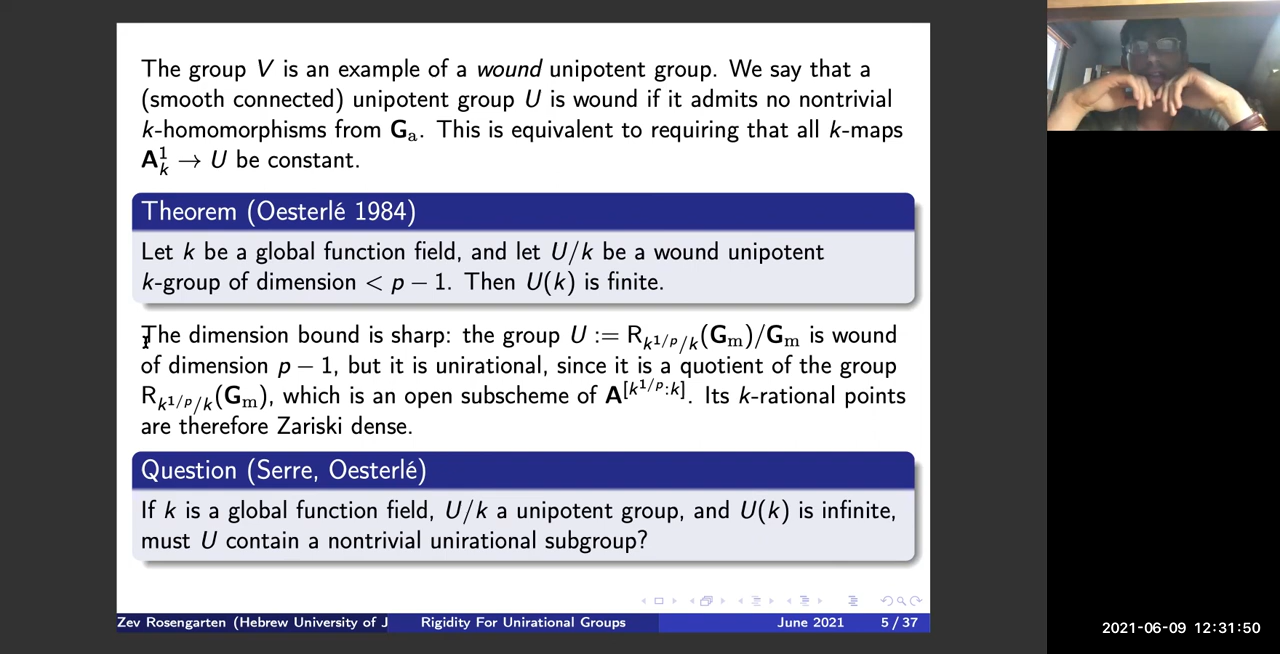 The group V is an example of a wound unipotent group. We say that a
(smooth connected) unipotent group U is wound if it admits no nontrivial
k-homomorphisms from Gₐ. This is equivalent to requiring that all k-maps
A¹ₖ → U be constant.
Theorem (Oesterlé 1984)
Let k be a global function field, and let U/k be a wound unipotent
k-group of dimension < p − 1. Then U(k) is finite.
The dimension bound is sharp: the group U := R_{k^{1/p}/k}(G_m)/G_m is wound
of dimension p − 1, but it is unirational, since it is a quotient of the group
R_{k^{1/p}/k}(G_m), which is an open subscheme of A^{[k^{1/p}:k]}. Its k-rational points
are therefore Zariski dense.
Question (Serre, Oesterlé)
If k is a global function field, U/k a unipotent group, and U(k) is infinite,
must U contain a nontrivial unirational subgroup?
Zev Rosengarten (Hebrew University of J Rigidity For Unirational Groups June 2021 5 / 37
2021-06-09 12:31:50